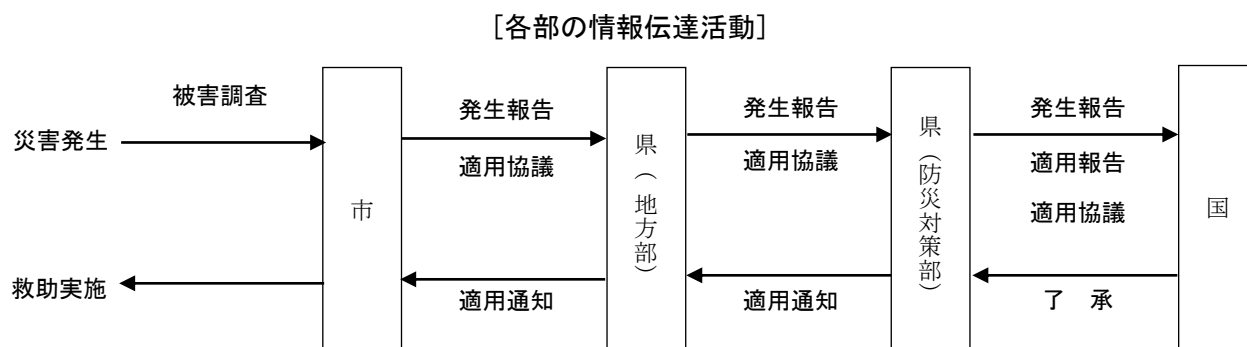 ［各部の情報伝達活動］
被害調査
災害発生
市
発生報告
適用協議
県（地方部）
発生報告
適用協議
県（防災対策部）
発生報告
適用報告
適用協議
国
救助実施
適用通知
適用通知
了　承